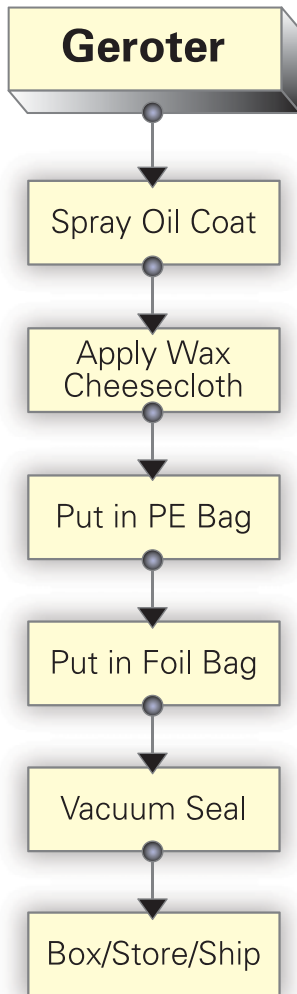 Geroter
Spray Oil Coat
Apply Wax
Cheesecloth
Put in PE Bag
Put in Foil Bag
Vacuum Seal
Box/Store/Ship